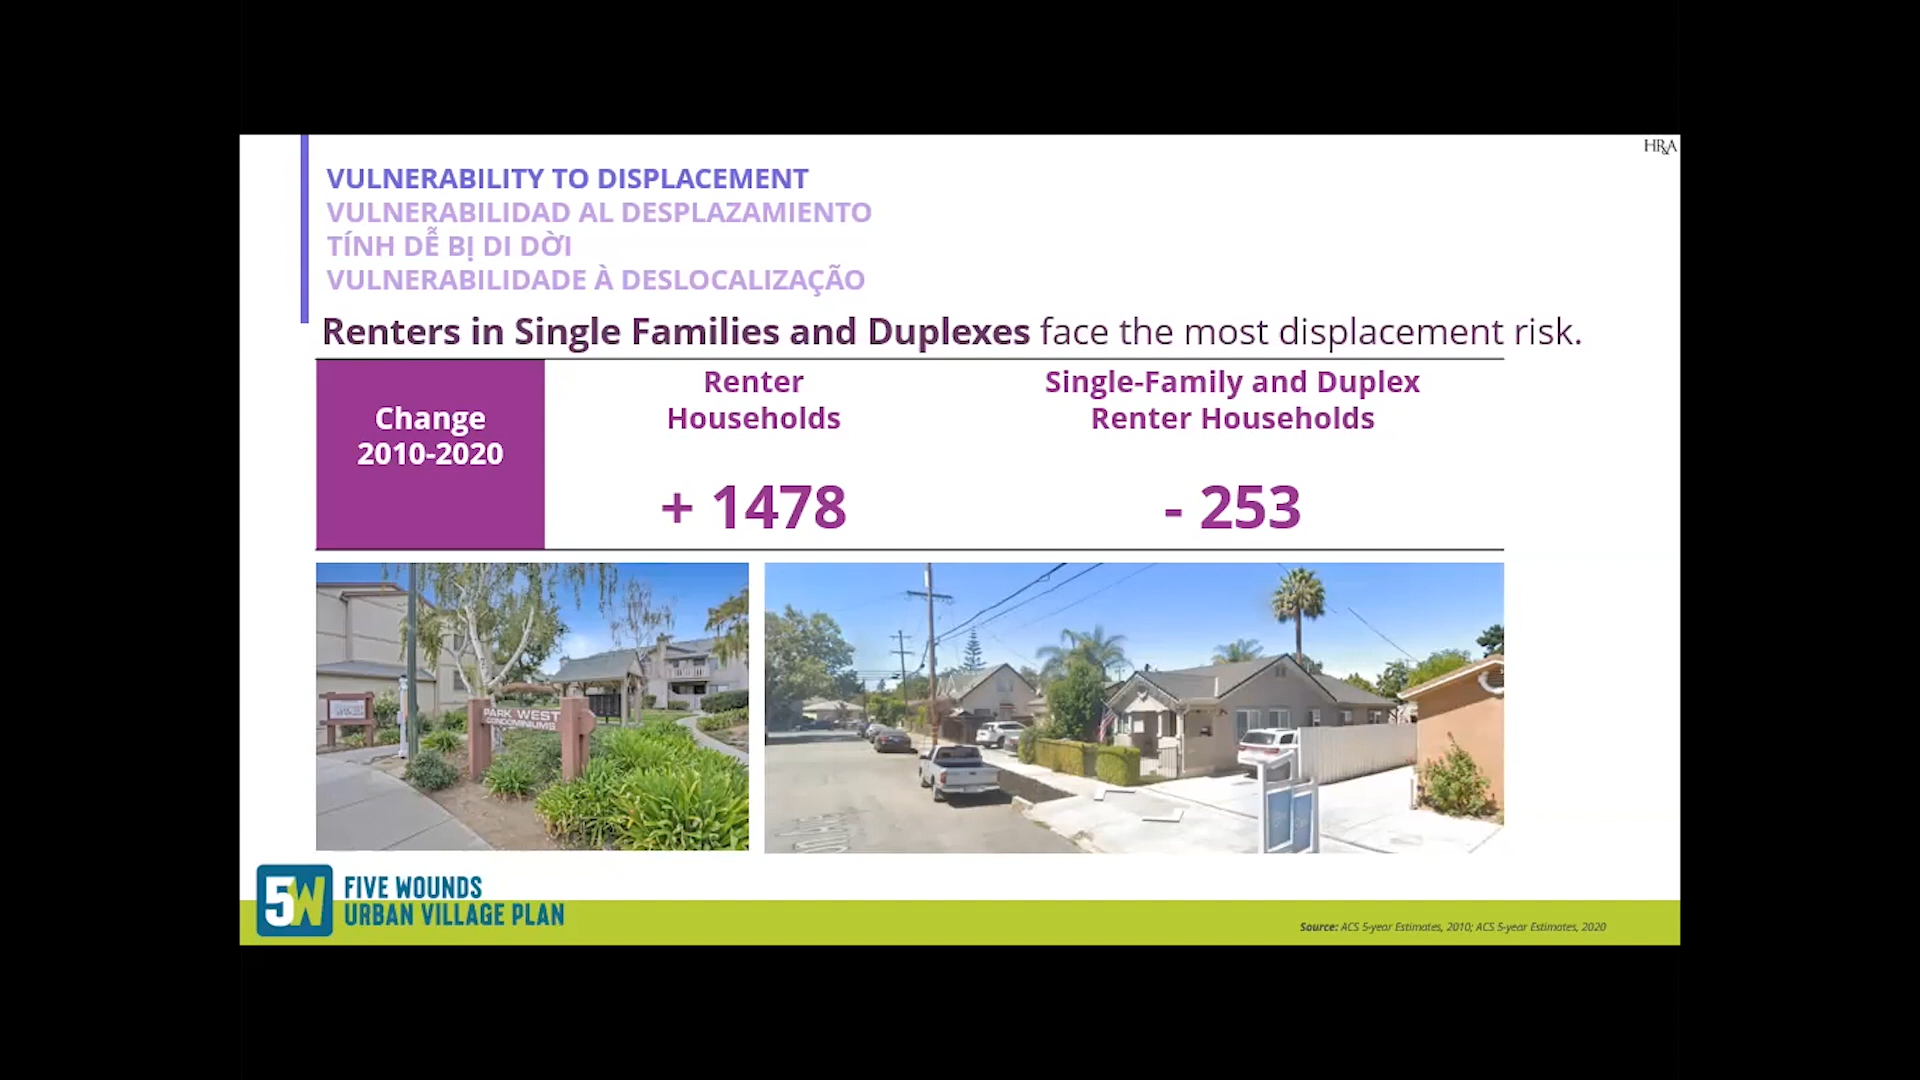 HR&A
VULNERABILITY TO DISPLACEMENT
VULNERABILIDAD AL DESPLAZAMIENTO
TÍNH DỄ BỊ DI DỜI
VULNERABILIDADE À DESLOCALIZAÇÃO
Renters in Single Families and Duplexes face the most displacement risk.
Change
2010-2020
Renter
Households
+ 1478
Single-Family and Duplex
Renter Households
- 253
PARK WEST
CONDOMINIUMS
5W
FIVE WOUNDS
URBAN VILLAGE PLAN
Source: ACS 5-year Estimates, 2010; ACS 5-year Estimates, 2020